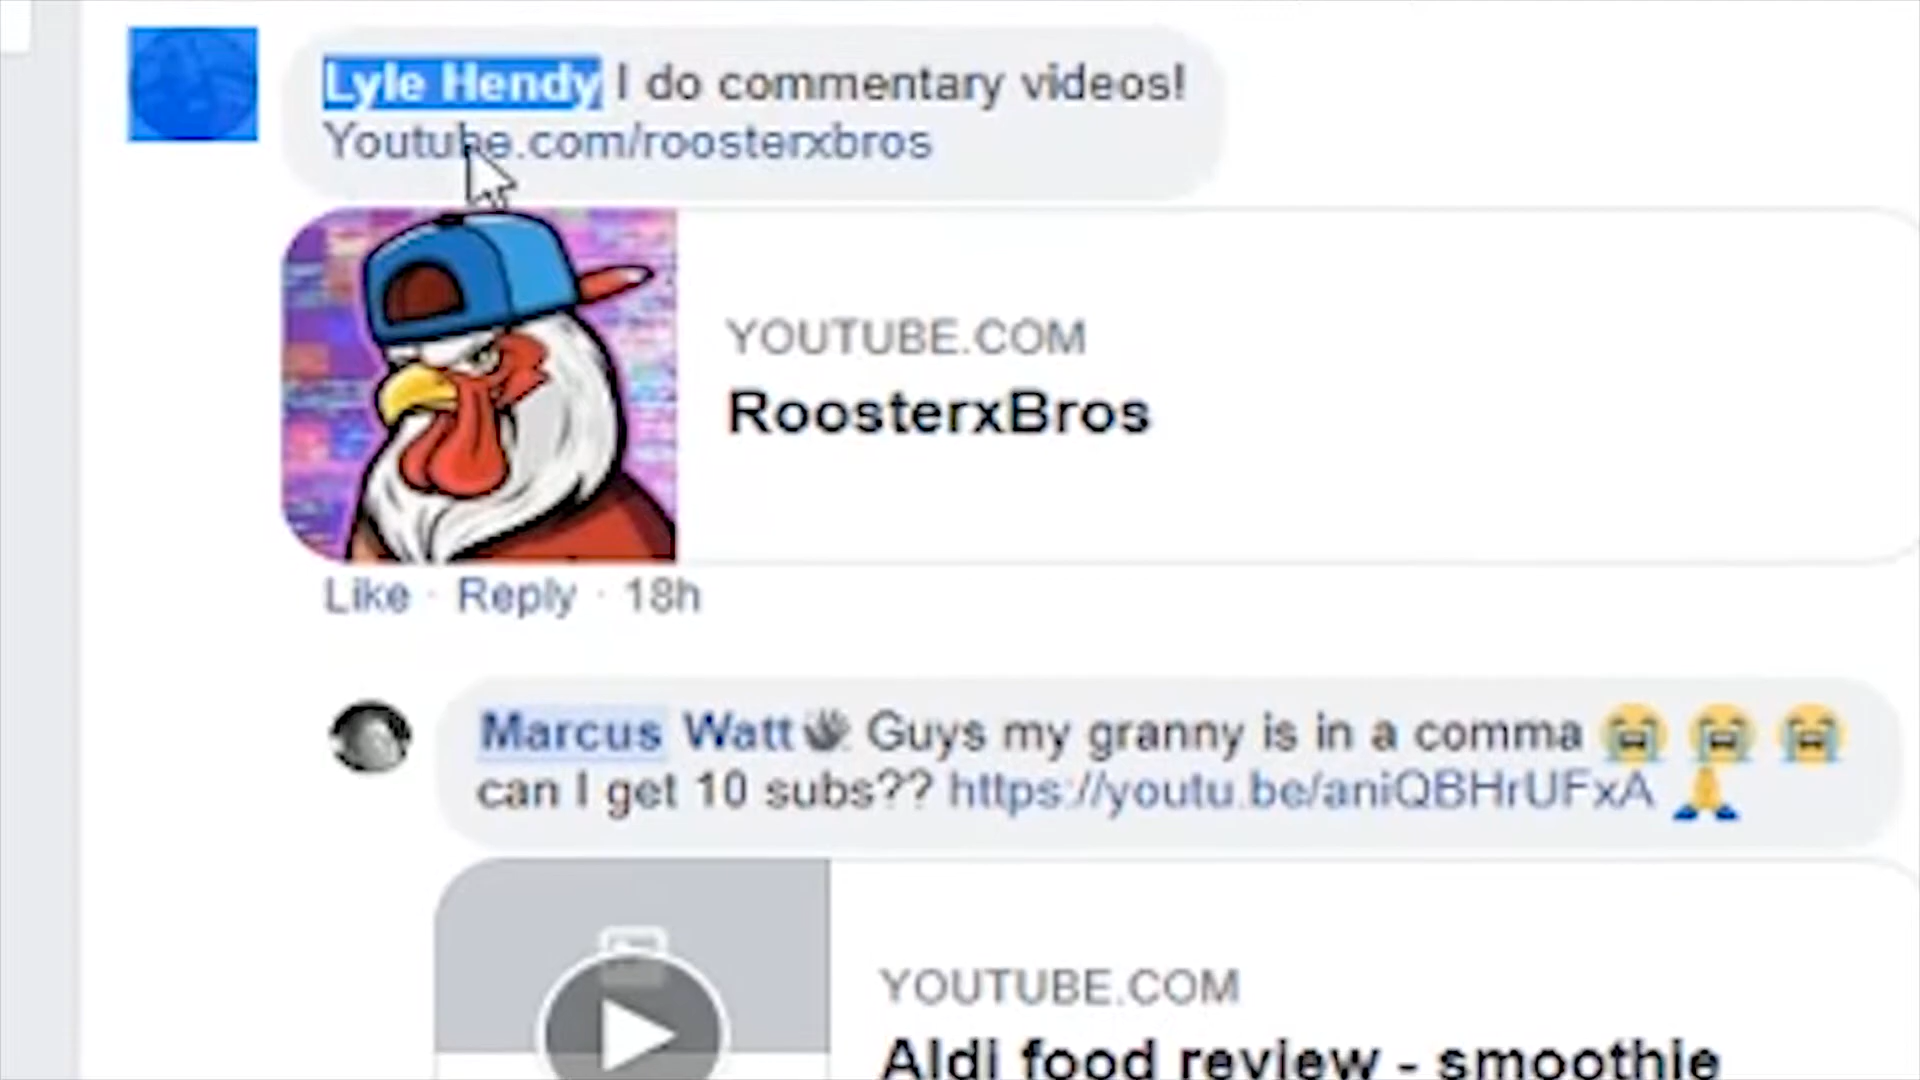 Lyle Hendy I do commentary videos!
Youtube.com/roosterxbros
YOUTUBE.COM
RoosterxBros
Like · Reply · 18h
Marcus Watt Guys my granny is in a comma 😭 😭 😭
can I get 10 subs?? https://youtu.be/aniQBHrUFxA 🙏
YOUTUBE.COM
Aldi food review - smoothie